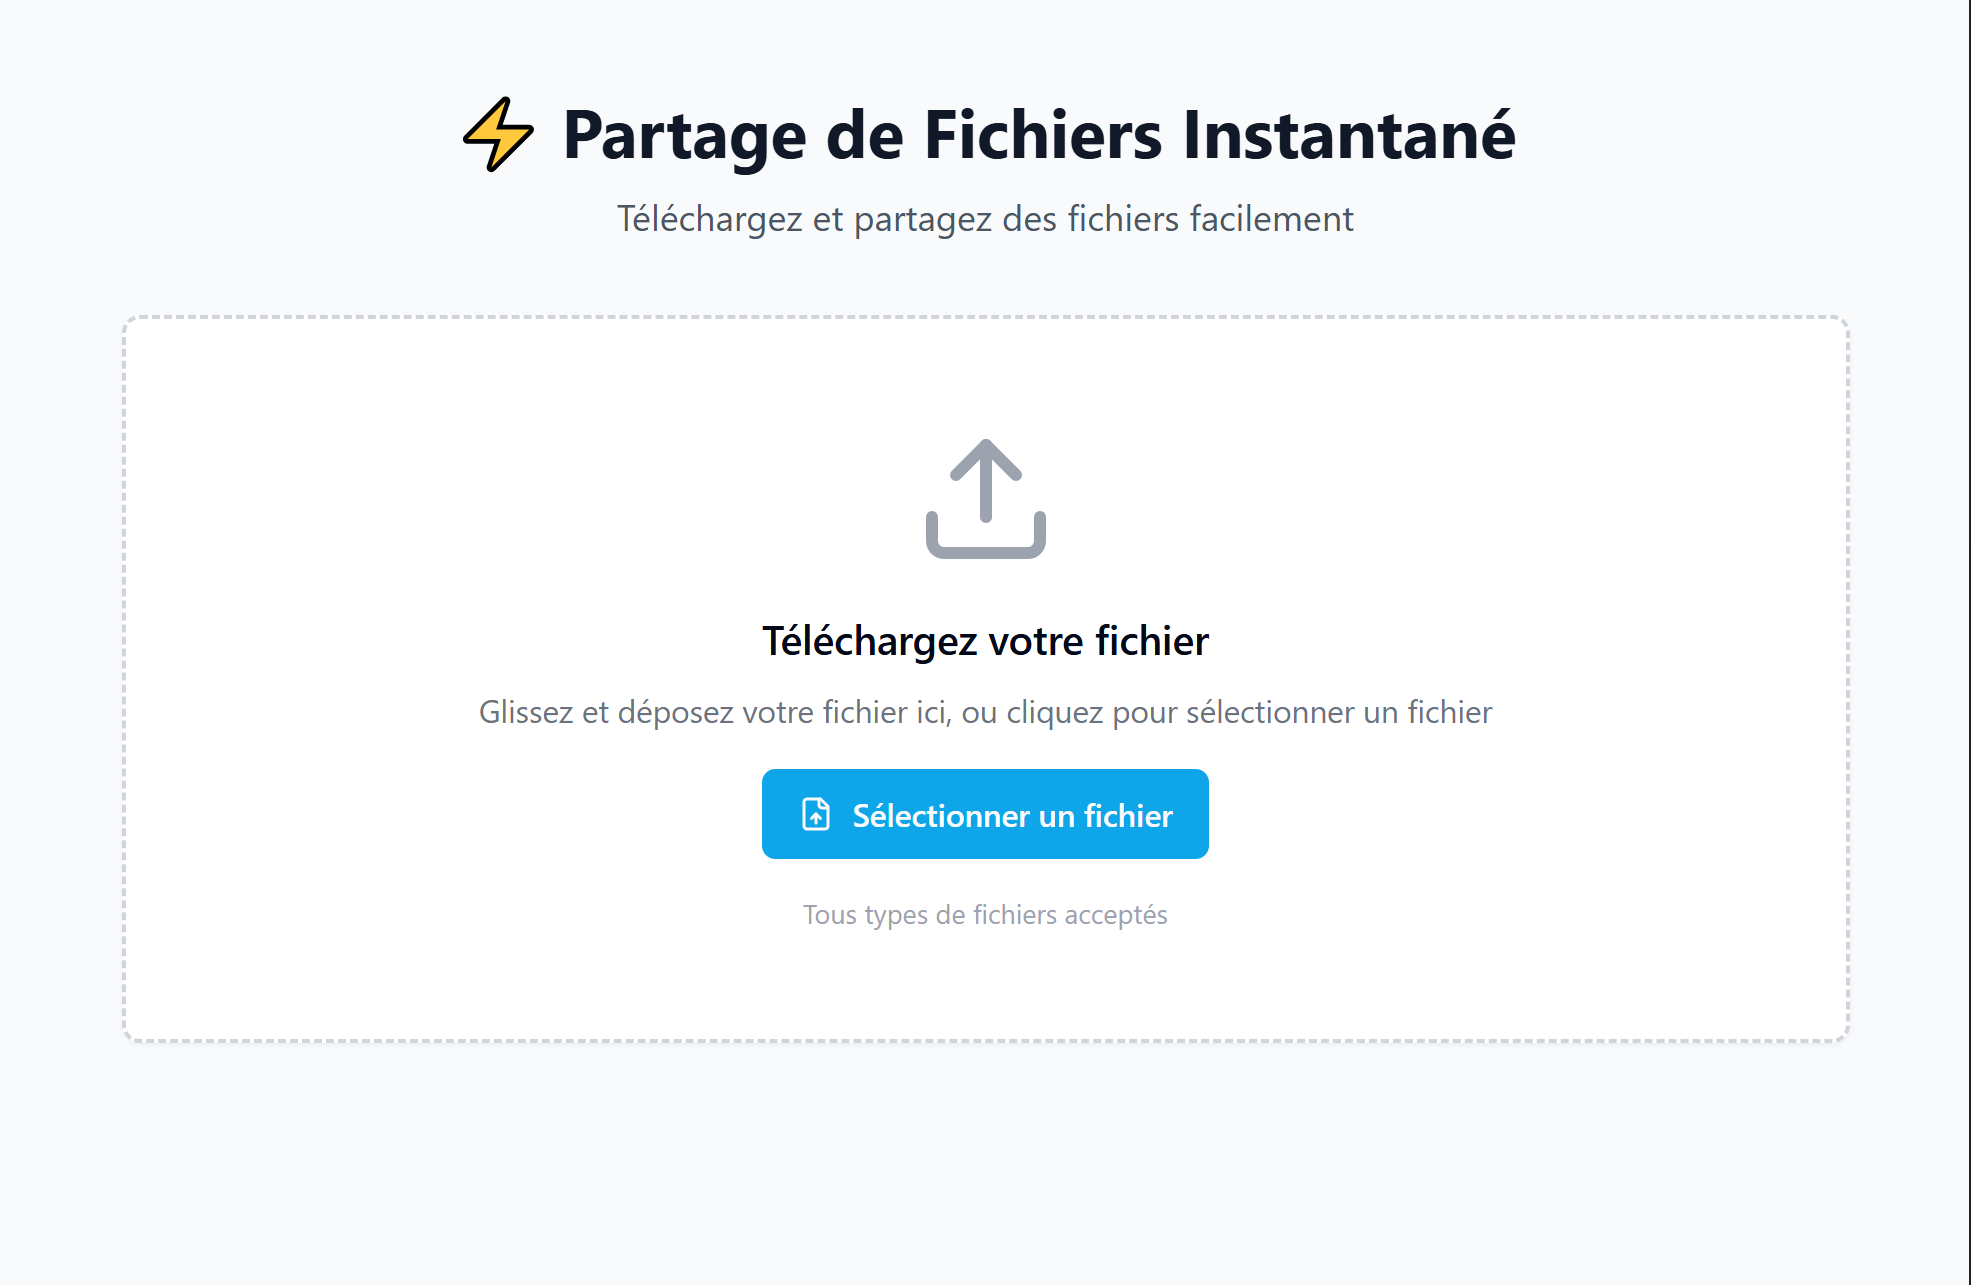 ⚡ Partage de Fichiers Instantané
Téléchargez et partagez des fichiers facilement
Téléchargez votre fichier
Glissez et déposez votre fichier ici, ou cliquez pour sélectionner un fichier
Sélectionner un fichier
Tous types de fichiers acceptés